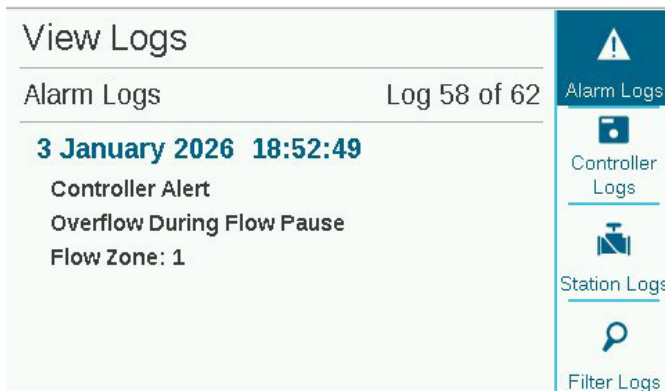 View Logs
Alarm Logs Log 58 of 62
3 January 2026 18:52:49
Controller Alert
Overflow During Flow Pause
Flow Zone: 1
Alarm Logs
Controller
Logs
Station Logs
Filter Logs